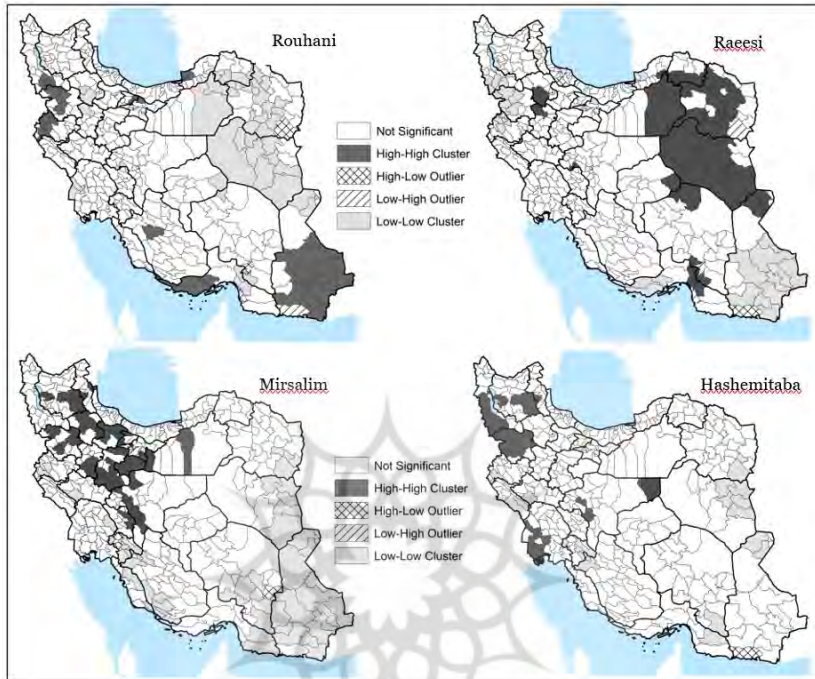 Rouhani
Raeesi
Not Significant
High-High Cluster
High-Low Outlier
Low-High Outlier
Low-Low Cluster
Mirsalim
Hashemitaba
Not Significant
High-High Cluster
High-Low Outlier
Low-High Outlier
Low-Low Cluster